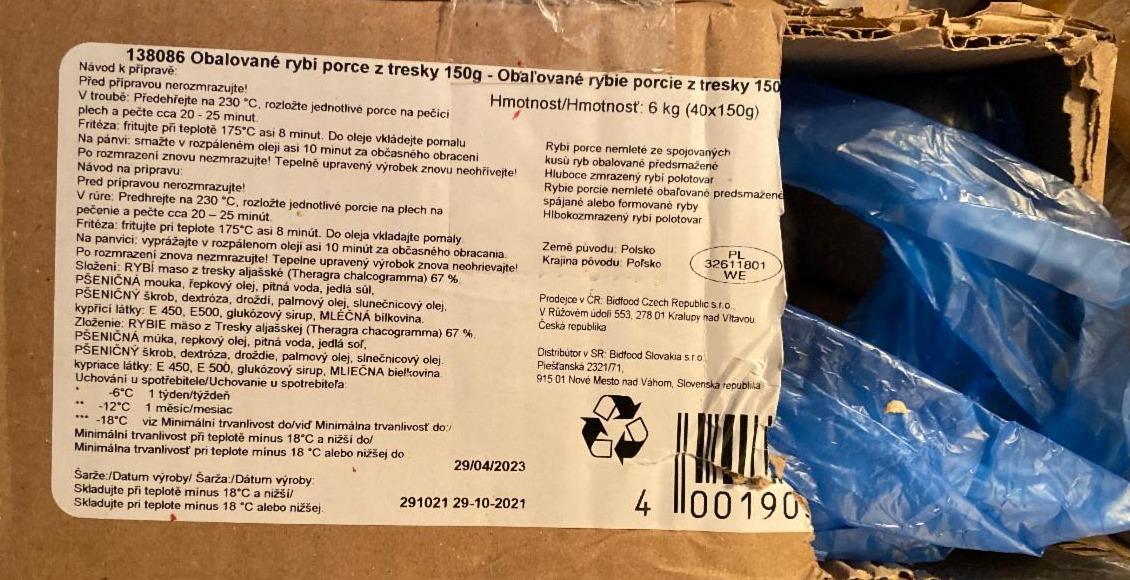 138086 Obalované rybí porce z tresky 150g - Obaľované rybie porcie z tresky 150
Návod k přípravě:
Před přípravou nerozmrazujte!
V troubě: Předehřejte na 230 °C, rozložte jednotlivé porce na pečící
plech a pečte cca 20 - 25 minut.
Fritéza: fritujte při teplotě 175°C asi 8 minut. Do oleje vkládejte pomalu
Na pánvi: smažte v rozpáleném oleji asi 10 minut za občasného obracení
Po rozmrazení znovu nezmrazujte! Tepelně upravený výrobek znovu neohřívejte!
Návod na prípravu:
Pred prípravou nerozmrazujte!
V rúre: Predhrejte na 230 °C, rozložte jednotlivé porcie na plech na
pečenie a pečte cca 20 – 25 minút.
Fritéza: fritujte pri teplote 175°C asi 8 minút. Do oleja vkladajte pomaly.
Na panvici: vyprážajte v rozpálenom oleji asi 10 minút za občasného obracania.
Po rozmrazení znova nezmrazujte! Tepelne upravený výrobok znova neohrievajte!
Složení: RYBÍ maso z tresky aljašské (Theragra chalcogramma) 67 %,
PŠENIČNÁ mouka, řepkový olej, pitná voda, jedlá sůl,
PŠENIČNÝ škrob, dextróza, droždí, palmový olej, slunečnicový olej,
kypřící látky: E 450, E500, glukózový sirup, MLÉČNÁ bílkovina.
Zloženie: RYBIE mäso z Tresky aljašskej (Theragra chacogramma) 67 %,
PŠENIČNÁ múka, repkový olej, pitná voda, jedlá soľ,
PŠENIČNÝ škrob, dextróza, droždie, palmový olej, slnečnicový olej,
kypriace látky: E 450, E 500, glukózový sirup, MLIEČNA bielkovina.
Uchování u spotřebitele/Uchovanie u spotrebiteľa:
* -6°C 1 týden/týždeň
** -12°C 1 měsíc/mesiac
*** -18°C viz Minimální trvanlivost do/viď Minimálna trvanlivosť do:/
Minimální trvanlivost při teplotě mínus 18°C a nižší do/
Minimálna trvanlivosť pri teplote mínus 18 °C alebo nižšej do
29/04/2023
Šarže:/Datum výroby/ Šarža:/Dátum výroby:
Skladujte při teplotě mínus 18°C a nižší/
Skladujte pri teplote mínus 18 °C alebo nižšej.
291021 29-10-2021
Hmotnost/Hmotnosť: 6 kg (40x150g)
Rybí porce nemleté ze spojovaných
kusů ryb obalované předsmažené
Hluboce zmrazený rybí polotovar
Rybie porcie nemleté obaľované predsmažené
spájané alebo formované ryby
Hlbokozmrazený rybí polotovar
Země původu: Polsko
Krajina pôvodu: Poľsko
PL
32611801
WE
Prodejce v ČR: Bidfood Czech Republic s.r.o.,
V Růžovém údolí 553, 278 01 Kralupy nad Vltavou.
Česká republika
Distribútor v SR: Bidfood Slovakia s.r.o.
Piešťanská 2321/71,
915 01 Nové Mesto nad Váhom, Slovenská republika
4 00190